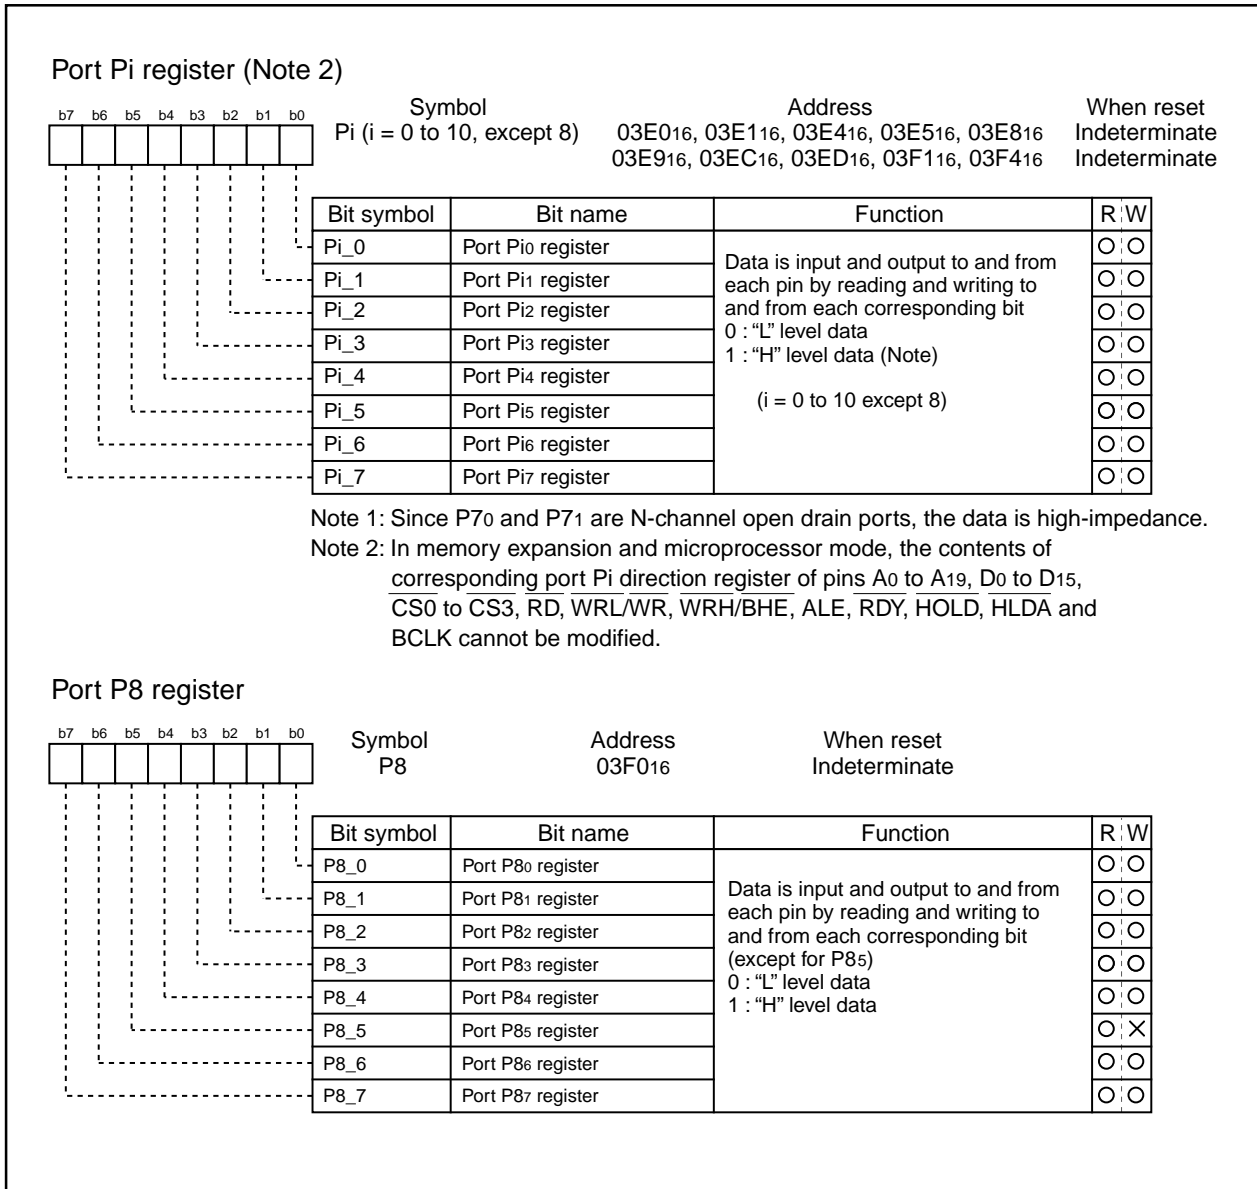 Port Pi register (Note 2)
b7 b6 b5 b4 b3 b2 b1 b0
Symbol Address When reset
Pi (i = 0 to 10, except 8) 03E016, 03E116, 03E416, 03E516, 03E816 Indeterminate
03E916, 03EC16, 03ED16, 03F116, 03F416 Indeterminate
Bit symbol Bit name Function R W
Pi_0 Port Pi0 register
Pi_1 Port Pi1 register
Pi_2 Port Pi2 register
Pi_3 Port Pi3 register
Pi_4 Port Pi4 register
Pi_5 Port Pi5 register
Pi_6 Port Pi6 register
Pi_7 Port Pi7 register
Data is input and output to and from
each pin by reading and writing to
and from each corresponding bit
0 : “L” level data
1 : “H” level data (Note)
(i = 0 to 10 except 8)
Note 1: Since P70 and P71 are N-channel open drain ports, the data is high-impedance.
Note 2: In memory expansion and microprocessor mode, the contents of
corresponding port Pi direction register of pins A0 to A19, D0 to D15,
CS0 to CS3, RD, WRL/WR, WRH/BHE, ALE, RDY, HOLD, HLDA and
BCLK cannot be modified.
Port P8 register
b7 b6 b5 b4 b3 b2 b1 b0
Symbol Address When reset
P8 03F016 Indeterminate
Bit symbol Bit name Function R W
P8_0 Port P80 register
P8_1 Port P81 register
P8_2 Port P82 register
P8_3 Port P83 register
P8_4 Port P84 register
P8_5 Port P85 register
P8_6 Port P86 register
P8_7 Port P87 register
Data is input and output to and from
each pin by reading and writing to
and from each corresponding bit
(except for P85)
0 : “L” level data
1 : “H” level data